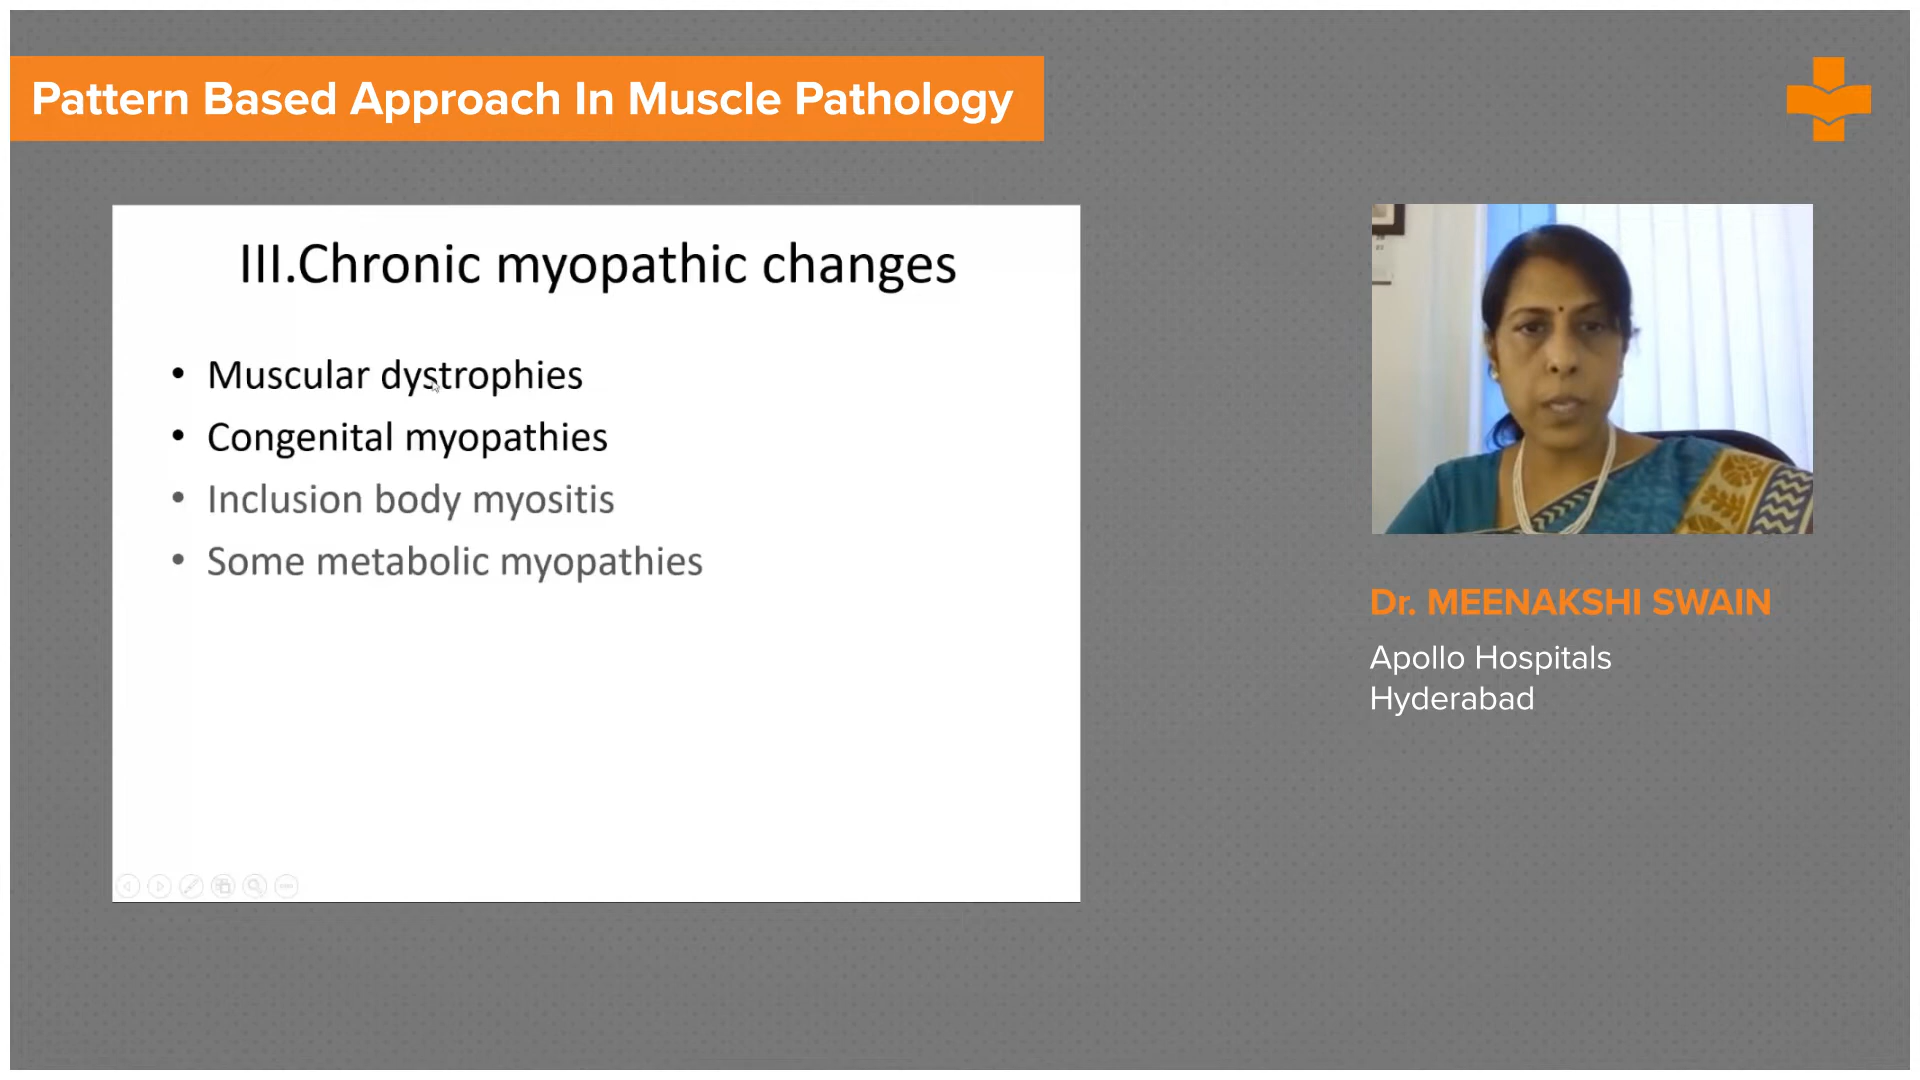 Pattern Based Approach In Muscle Pathology
III.Chronic myopathic changes
• Muscular dystrophies
• Congenital myopathies
• Inclusion body myositis
• Some metabolic myopathies
Dr. MEENAKSHI SWAIN
Apollo Hospitals
Hyderabad